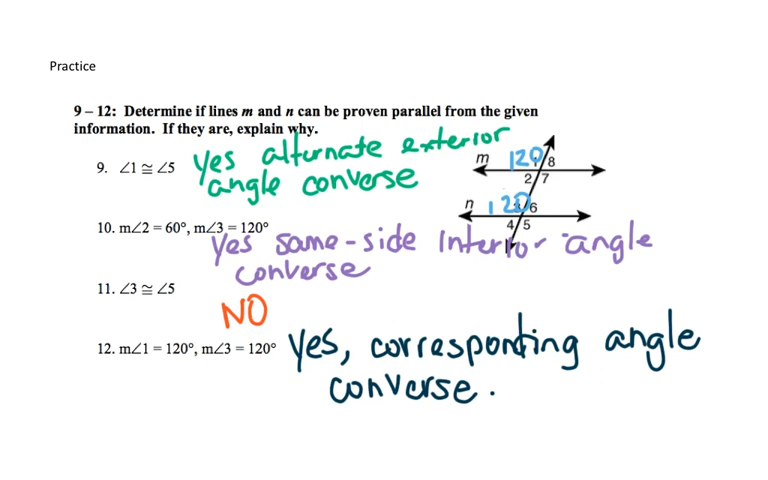 Practice
9 – 12: Determine if lines m and n can be proven parallel from the given
information. If they are, explain why.
9. ∠1 ≅ ∠5
yes alternate exterior
angle converse
m 120 8
2 7
n 120 6
4 5
10. m∠2 = 60°, m∠3 = 120°
yes same-side interior angle
converse
11. ∠3 ≅ ∠5
NO
12. m∠1 = 120°, m∠3 = 120°
yes, corresponding angle
converse.